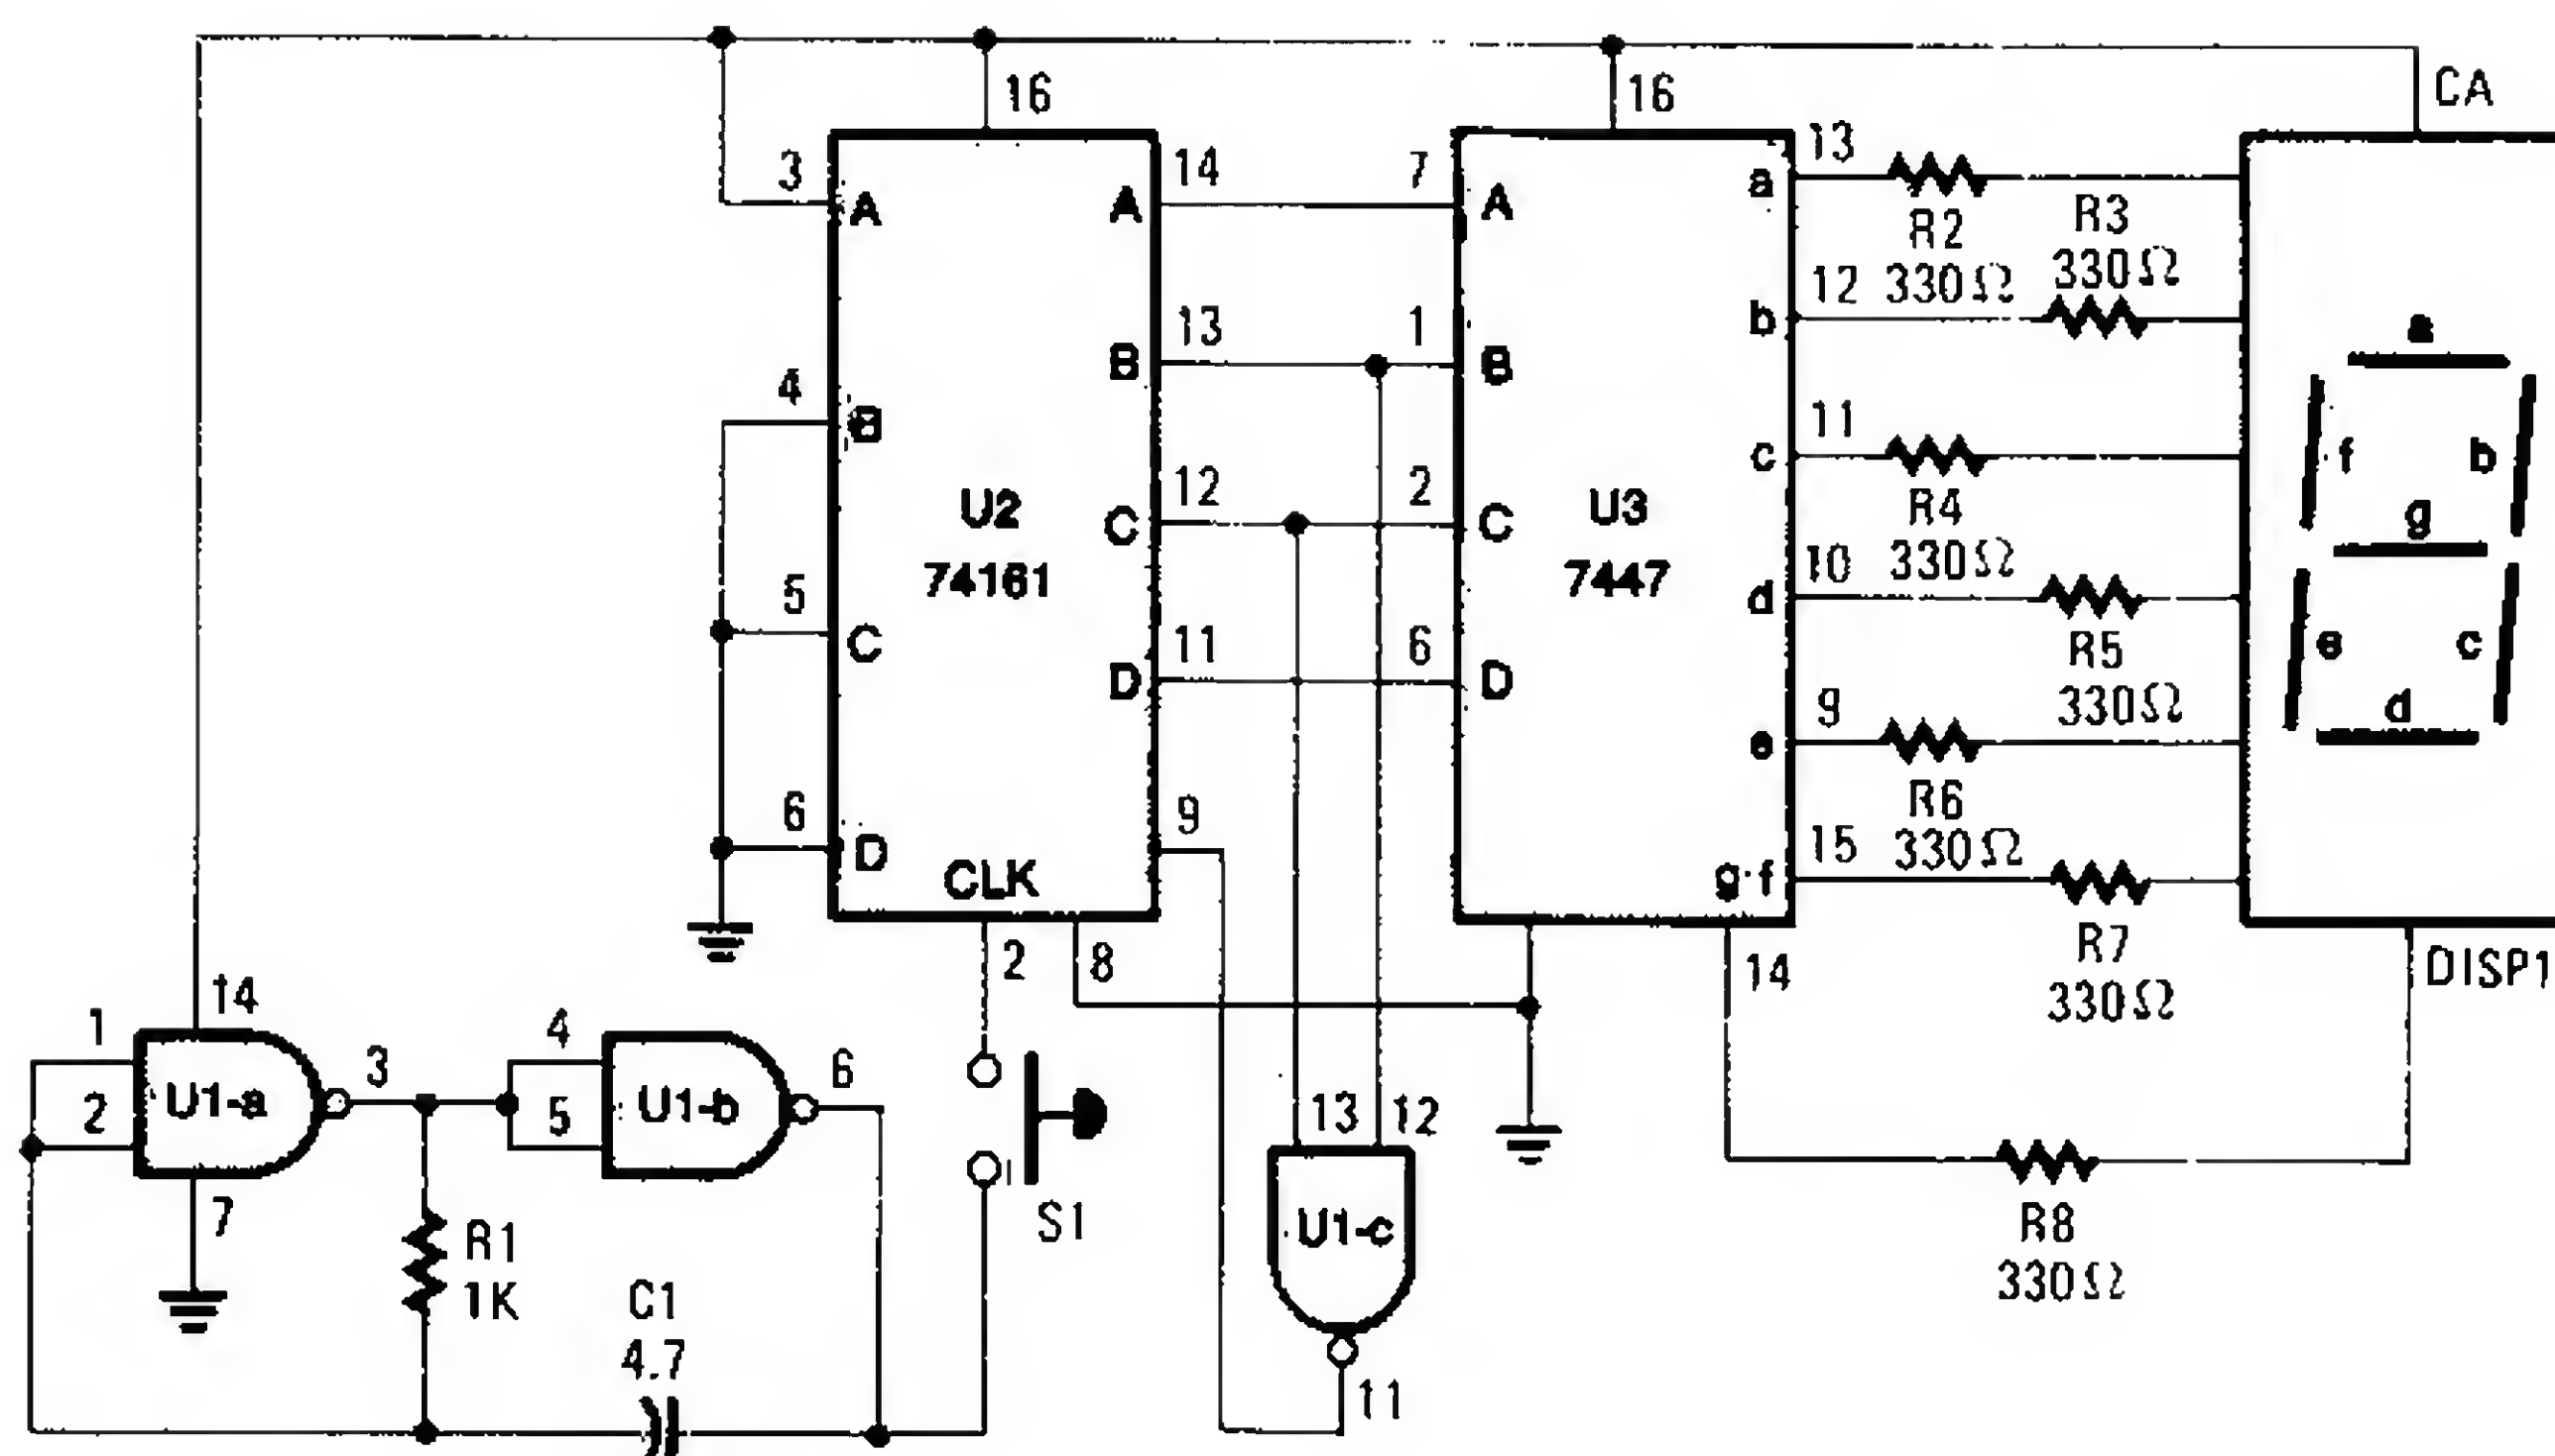 16
16
CA
3
A
4
B
5
C
6
D
U2
74161
CLK
14
A
13
B
12
C
11
D
9
2
8
7
A
1
B
2
C
6
D
U3
7447
13
a
12
b
11
c
10
d
9
e
15
g·f
14
R2
330Ω
R3
330Ω
R4
330Ω
R5
330Ω
R6
330Ω
R7
330Ω
R8
330Ω
a
f
b
g
e
c
d
DISP1
14
1
2
U1-a
3
7
4
5
U1-b
6
R1
1K
C1
4.7
S1
13
12
U1-c
11